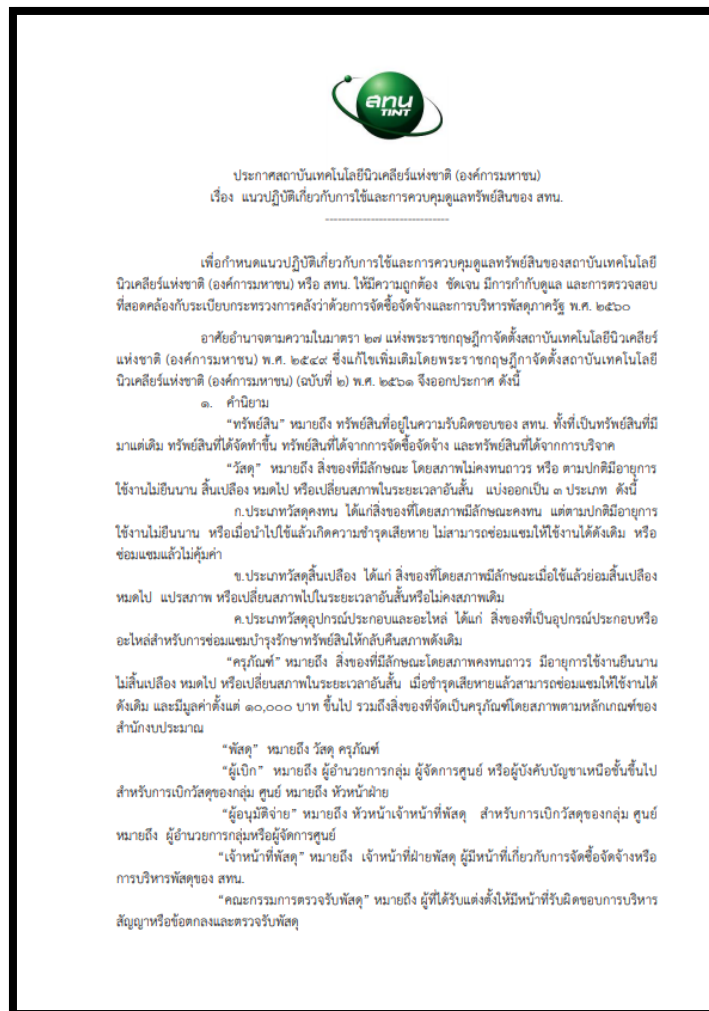 สทน
TINT
ประกาศสถาบันเทคโนโลยีนิวเคลียร์แห่งชาติ (องค์การมหาชน)
เรื่อง แนวปฏิบัติเกี่ยวกับการใช้และการควบคุมดูแลทรัพย์สินของ สทน.
------------------------------
เพื่อกำหนดแนวปฏิบัติเกี่ยวกับการใช้และการควบคุมดูแลทรัพย์สินของสถาบันเทคโนโลยี
นิวเคลียร์แห่งชาติ (องค์การมหาชน) หรือ สทน. ให้มีความถูกต้อง ชัดเจน มีการกำกับดูแล และการตรวจสอบ
ที่สอดคล้องกับระเบียบกระทรวงการคลังว่าด้วยการจัดซื้อจัดจ้างและการบริหารพัสดุภาครัฐ พ.ศ. ๒๕๖๐
อาศัยอำนาจตามความในมาตรา ๒๗ แห่งพระราชกฤษฎีกาจัดตั้งสถาบันเทคโนโลยีนิวเคลียร์
แห่งชาติ (องค์การมหาชน) พ.ศ. ๒๕๔๙ ซึ่งแก้ไขเพิ่มเติมโดยพระราชกฤษฎีกาจัดตั้งสถาบันเทคโนโลยี
นิวเคลียร์แห่งชาติ (องค์การมหาชน) (ฉบับที่ ๒) พ.ศ. ๒๕๖๑ จึงออกประกาศ ดังนี้
๑. คำนิยาม
“ทรัพย์สิน” หมายถึง ทรัพย์สินที่อยู่ในความรับผิดชอบของ สทน. ทั้งที่เป็นทรัพย์สินที่มี
มาแต่เดิม ทรัพย์สินที่ได้จัดทำขึ้น ทรัพย์สินที่ได้จากการจัดซื้อจัดจ้าง และทรัพย์สินที่ได้จากการบริจาค
“วัสดุ” หมายถึง สิ่งของที่มีลักษณะ โดยสภาพไม่คงทนถาวร หรือ ตามปกติมีอายุการ
ใช้งานไม่ยืนนาน สิ้นเปลือง หมดไป หรือเปลี่ยนสภาพในระยะเวลาอันสั้น แบ่งออกเป็น ๓ ประเภท ดังนี้
ก.ประเภทวัสดุคงทน ได้แก่สิ่งของที่โดยสภาพมีลักษณะคงทน แต่ตามปกติมีอายุการ
ใช้งานไม่ยืนนาน หรือเมื่อนำไปใช้แล้วเกิดความชำรุดเสียหาย ไม่สามารถซ่อมแซมให้ใช้งานได้ดังเดิม หรือ
ซ่อมแซมแล้วไม่คุ้มค่า
ข.ประเภทวัสดุสิ้นเปลือง ได้แก่ สิ่งของที่โดยสภาพมีลักษณะเมื่อใช้แล้วย่อมสิ้นเปลือง
หมดไป แปรสภาพ หรือเปลี่ยนสภาพไปในระยะเวลาอันสั้นหรือไม่คงสภาพเดิม
ค.ประเภทวัสดุอุปกรณ์ประกอบและอะไหล่ ได้แก่ สิ่งของที่เป็นอุปกรณ์ประกอบหรือ
อะไหล่สำหรับการซ่อมแซมบำรุงรักษาทรัพย์สินให้กลับคืนสภาพดังเดิม
“ครุภัณฑ์” หมายถึง สิ่งของที่มีลักษณะโดยสภาพคงทนถาวร มีอายุการใช้งานยืนนาน
ไม่สิ้นเปลือง หมดไป หรือเปลี่ยนสภาพในระยะเวลาอันสั้น เมื่อชำรุดเสียหายแล้วสามารถซ่อมแซมให้ใช้งานได้
ดังเดิม และมีมูลค่าตั้งแต่ ๑๐,๐๐๐ บาท ขึ้นไป รวมถึงสิ่งของที่จัดเป็นครุภัณฑ์โดยสภาพตามหลักเกณฑ์ของ
สำนักงบประมาณ
“พัสดุ” หมายถึง วัสดุ ครุภัณฑ์
“ผู้เบิก” หมายถึง ผู้อำนวยการกลุ่ม ผู้จัดการศูนย์ หรือผู้บังคับบัญชาเหนือชั้นขึ้นไป
สำหรับการเบิกวัสดุของกลุ่ม ศูนย์ หมายถึง หัวหน้าฝ่าย
“ผู้อนุมัติจ่าย” หมายถึง หัวหน้าเจ้าหน้าที่พัสดุ สำหรับการเบิกวัสดุของกลุ่ม ศูนย์
หมายถึง ผู้อำนวยการกลุ่มหรือผู้จัดการศูนย์
“เจ้าหน้าที่พัสดุ” หมายถึง เจ้าหน้าที่ฝ่ายพัสดุ ผู้มีหน้าที่เกี่ยวกับการจัดซื้อจัดจ้างหรือ
การบริหารพัสดุของ สทน.
“คณะกรรมการตรวจรับพัสดุ” หมายถึง ผู้ที่ได้รับแต่งตั้งให้มีหน้าที่รับผิดชอบการบริหาร
สัญญาหรือข้อตกลงและตรวจรับพัสดุ